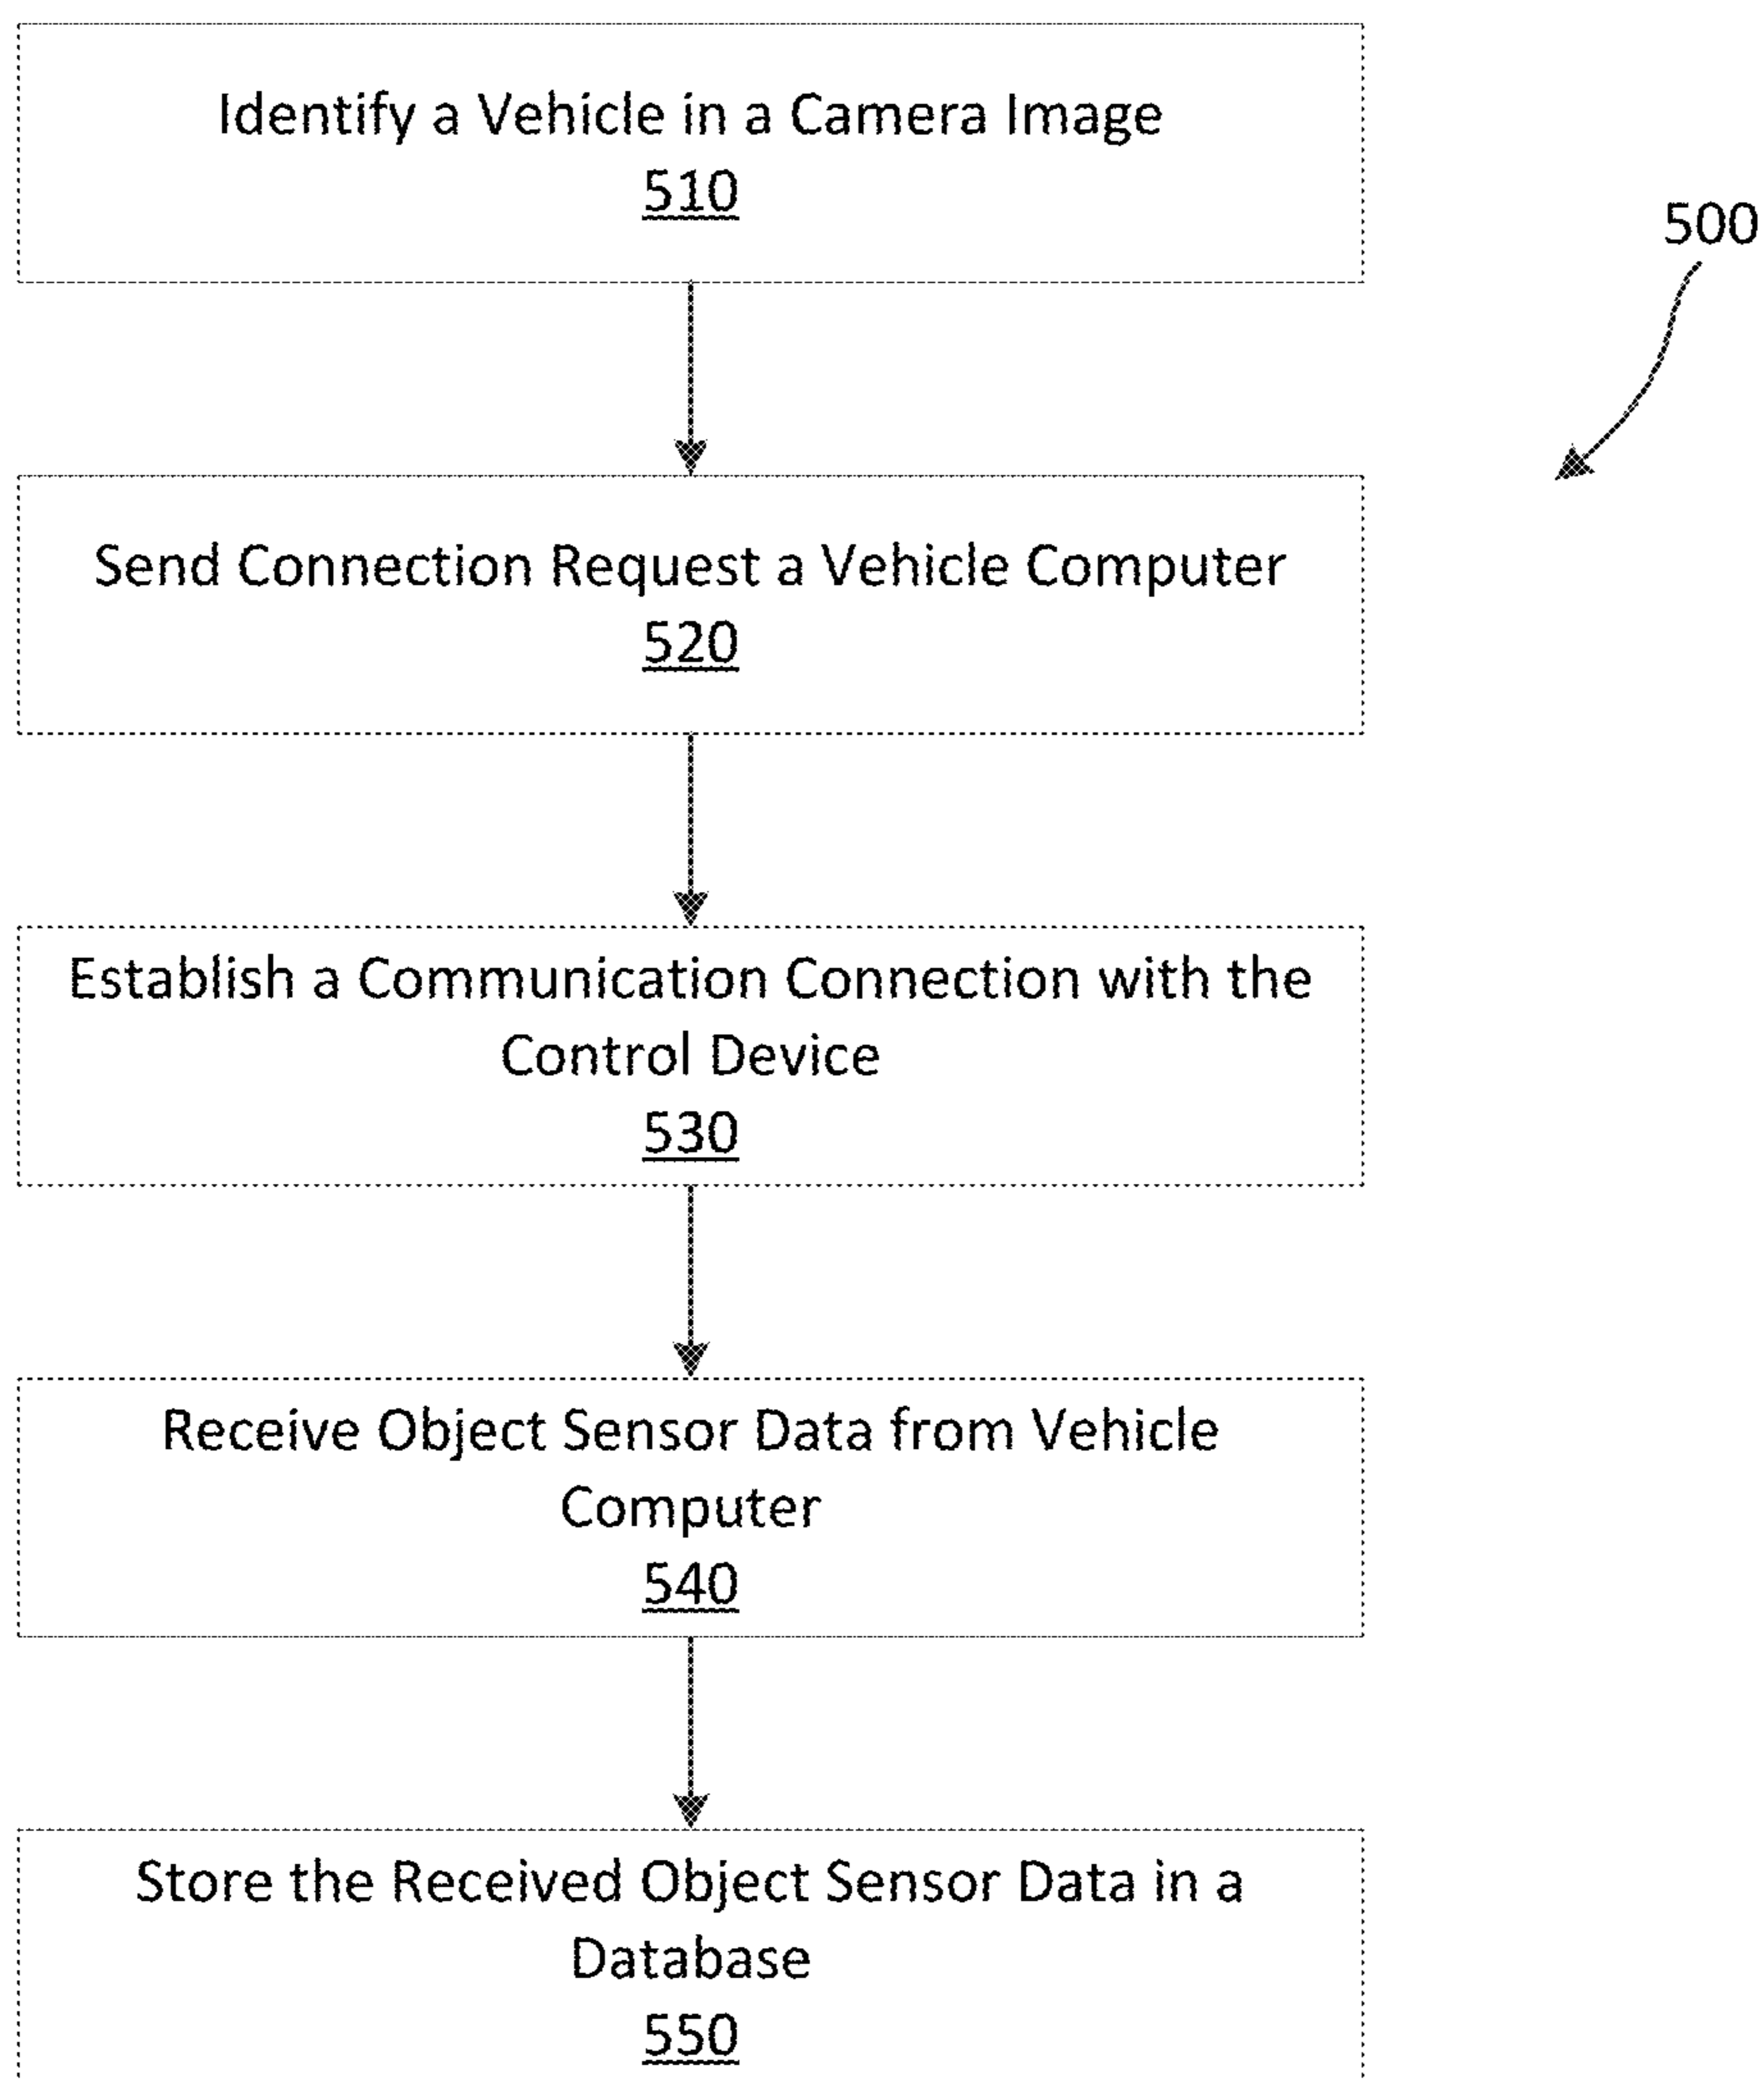 Identify a Vehicle in a Camera Image
510
500
Send Connection Request a Vehicle Computer
520
Establish a Communication Connection with the
Control Device
530
Receive Object Sensor Data from Vehicle
Computer
540
Store the Received Object Sensor Data in a
Database
550